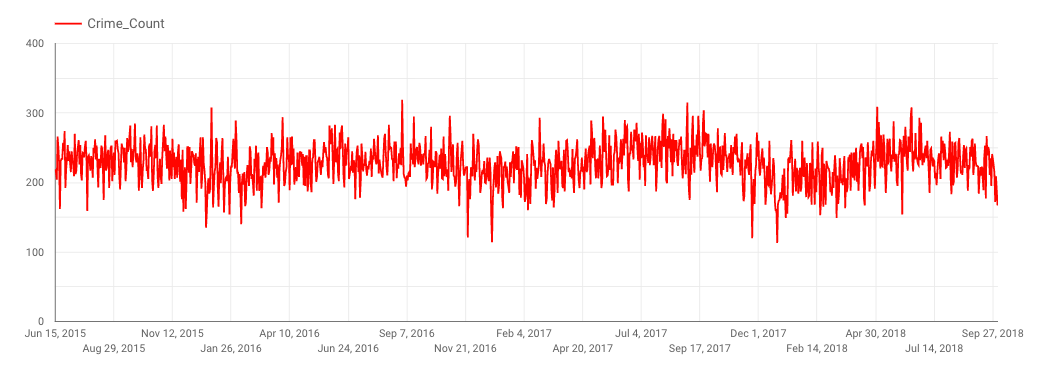 Crime_Count
400
300
200
100
0
Jun 15, 2015 Nov 12, 2015 Apr 10, 2016 Sep 7, 2016 Feb 4, 2017 Jul 4, 2017 Dec 1, 2017 Apr 30, 2018 Sep 27, 2018
Aug 29, 2015 Jan 26, 2016 Jun 24, 2016 Nov 21, 2016 Apr 20, 2017 Sep 17, 2017 Feb 14, 2018 Jul 14, 2018